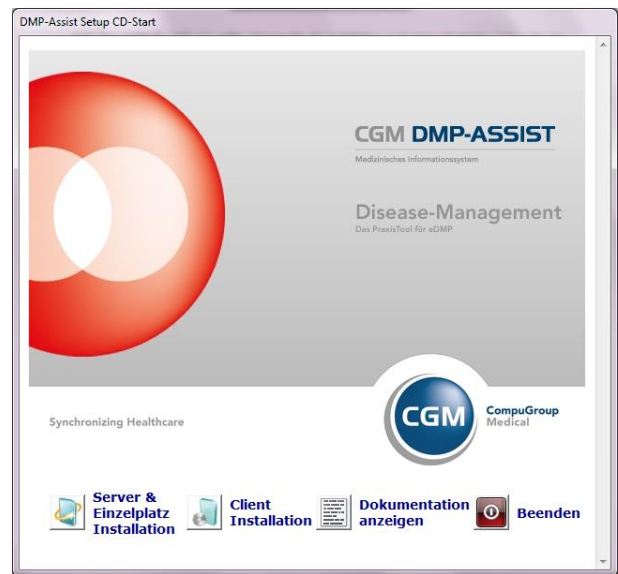 DMP-Assist Setup CD-Start
CGM DMP-ASSIST
Medizinisches Informationssystem
Disease-Management
Das PraxisTool für eDMP
Synchronizing Healthcare
CGM
CompuGroup
Medical
Server &
Einzelplatz
Installation
Client
Installation
Dokumentation
anzeigen
Beenden